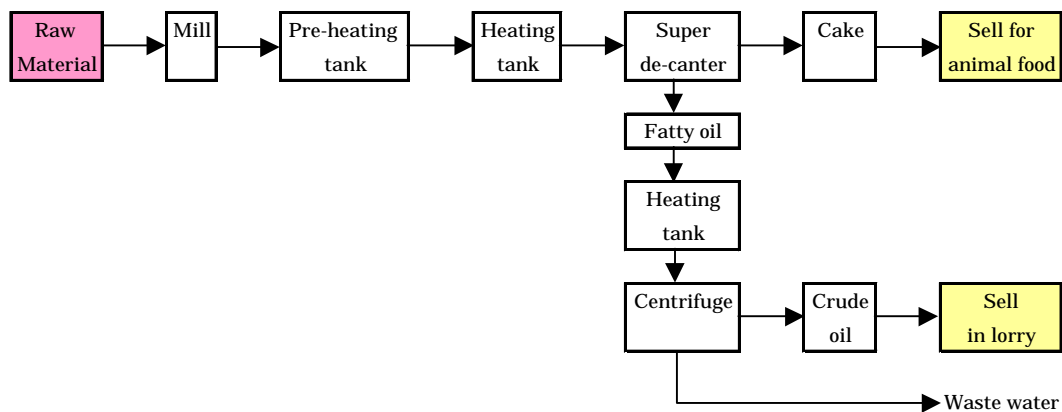 Raw
Material
Mill
Pre-heating
tank
Heating
tank
Super
de-canter
Cake
Sell for
animal food
Fatty oil
Heating
tank
Centrifuge
Crude
oil
Sell
in lorry
Waste water